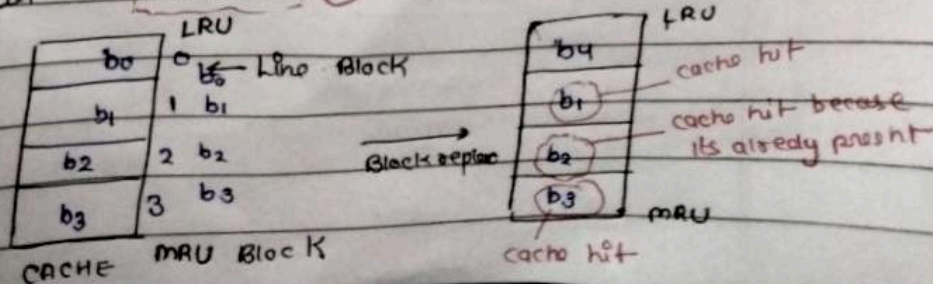 LRU
b0 0 b0 ← Line Block
b1 1 b1
b2 2 b2
b3 3 b3
CACHE MRU BlocK
Block replac
LRU
b4
b1 cache hit
b2 cache hit becase
its alredy presnt
b3 MRU
cache hit